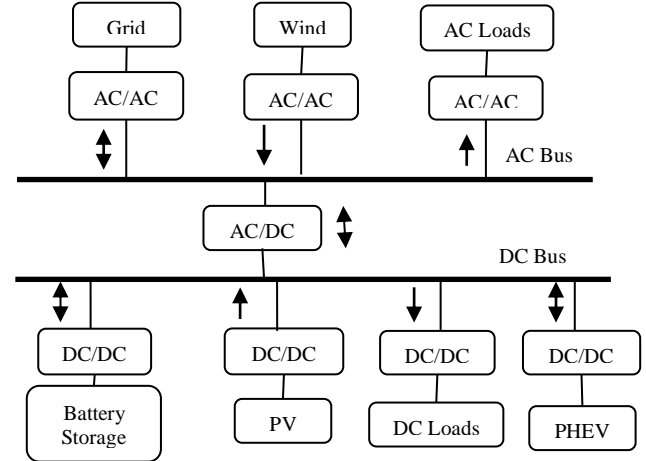 Grid
Wind
AC Loads
AC/AC
AC/AC
AC/AC
AC Bus
AC/DC
DC Bus
DC/DC
DC/DC
DC/DC
DC/DC
Battery
Storage
PV
DC Loads
PHEV